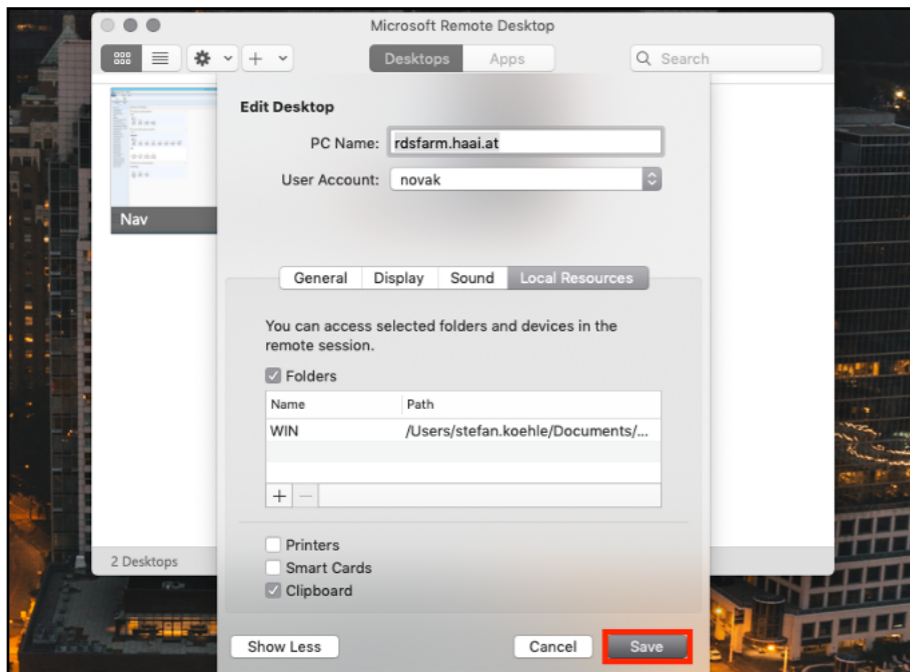 Microsoft Remote Desktop
Desktops Apps Search
Edit Desktop
PC Name: rdsfarm.haai.at
User Account: novak
Nav
General Display Sound Local Resources
You can access selected folders and devices in the
remote session.
Folders
Name Path
WIN /Users/stefan.koehle/Documents/...
+ −
Printers
Smart Cards
2 Desktops
Clipboard
Show Less Cancel Save